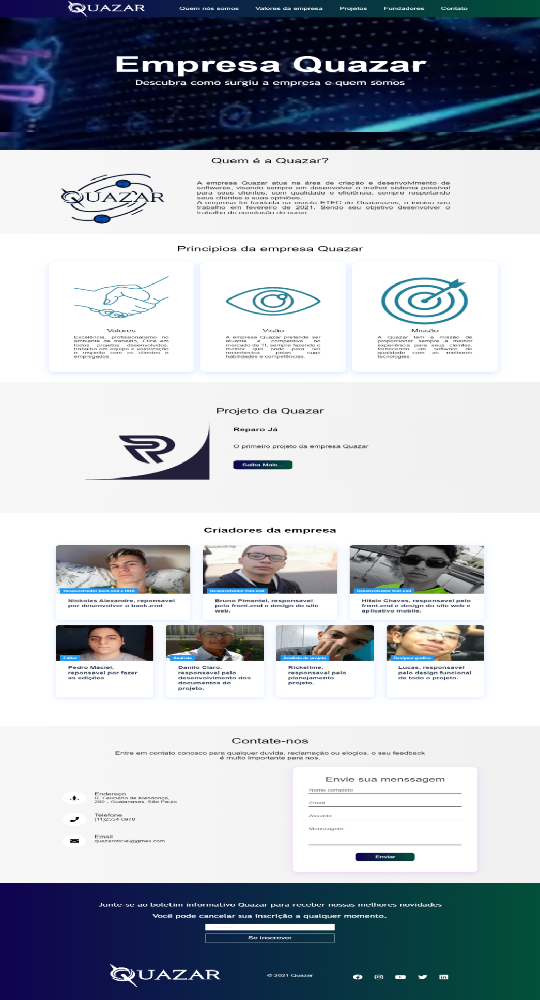 QUAZAR
Quem nós somos
Valores da empresa
Projetos
Fundadores
Contato
Empresa Quazar
Descubra como surgiu a empresa e quem somos
Quem é a Quazar?
QUAZAR
A empresa Quazar atua na área de criação e desenvolvimento de
softwares, visando sempre em desenvolver o melhor sistema possível
para seus clientes, com qualidade e eficiência, sempre respeitando
seus clientes e suas opiniões.
A empresa foi fundada na escola ETEC de Guaianazes, e iniciou seu
trabalho em fevereiro de 2021. Sendo seu objetivo desenvolver o
trabalho de conclusão de curso.
Principios da empresa Quazar
Valores
Excelência, profissionalismo no
ambiente de trabalho, Ética em
todos projetos desenvolvidos,
trabalho em equipe e valorização
e respeito com os clientes e
empregados.
Visão
A empresa Quazar pretende ser
atuante e competitiva no
mercado de TI, sempre fazendo o
melhor que pode para ser
reconhecica pelas suas
habilidades e competências.
Missão
A Quazar tem a missão de
proporcionar sempre a melhor
experiência para seus cleintes,
fornecendo um software de
qualidade com as melhores
tecnologias.
Projeto da Quazar
Reparo Já
O primeiro projeto da empresa Quazar
Saiba Mais...
Criadores da empresa
Desenvolvedor back-end e DBA
Nickolas Alexandre, reponsavel
por desenvolver o back-end
Desenvolvedor font-end
Bruno Pimentel, responsavel
pelo front-end e design do site
web.
Desenvolvedor font-end
Hitalo Chaves, responsavel pelo
front-end e design do site web e
aplicativo mobile.
Editor
Pedro Maciel,
reponsavel por fazer
as edições
Analista
Danilo Claro,
responsavel pelo
desenvolvimento dos
documentos do
projeto.
Analista de projeto
Rickellme,
responsavel pelo
planejamento
projeto.
Designer grafico
Lucas, responsavel
pelo design funcional
de todo o projeto.
Contate-nos
Entre em contato conosco para qualquer duvida, reclamação ou elogios, o seu feedback
é muito importante para nos.
Endereço
R. Feliciano de Mendonça,
290 - Guaianases, São Paulo
Telefone
(11)2554-0978
Email
quazaroficial@gmail.com
Envie sua menssagem
Nome completo
Email
Assunto
Menssagem...
Enviar
Junte-se ao boletim informativo Quazar para receber nossas melhores novidades
Você pode cancelar sua inscrição a qualquer momento.
Se inscrever
QUAZAR
© 2021 Quazar